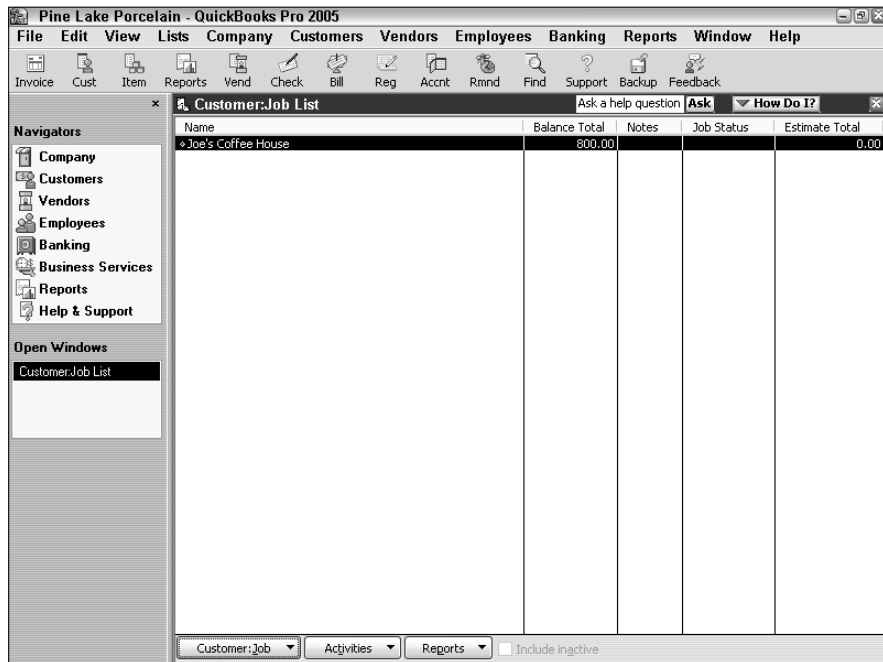 Pine Lake Porcelain - QuickBooks Pro 2005
File Edit View Lists Company Customers Vendors Employees Banking Reports Window Help
Invoice Cust Item Reports Vend Check Bill Reg Accnt Rmnd Find Support Backup Feedback
Customer:Job List Ask a help question Ask How Do I?
Navigators
Company
Customers
Vendors
Employees
Banking
Business Services
Reports
Help & Support
Open Windows
Customer:Job List
Name Balance Total Notes Job Status Estimate Total
Joe's Coffee House 800.00 0.00
Customer:Job Activities Reports Include inactive